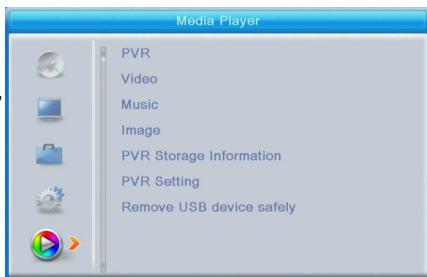 Media Player
PVR
Video
Music
Image
PVR Storage Information
PVR Setting
Remove USB device safely